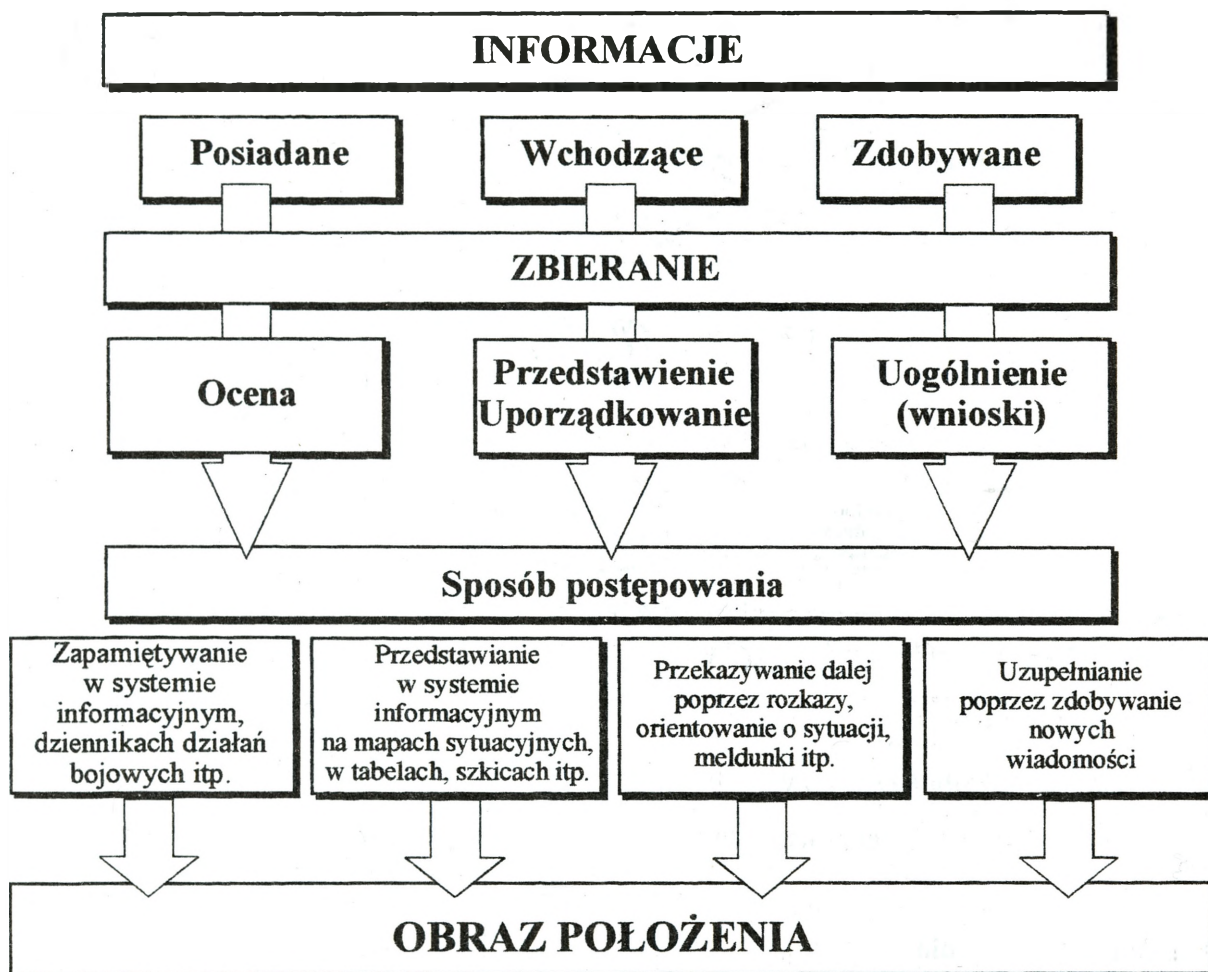 INFORMACJE
Posiadane
Wchodzące
Zdobywane
ZBIERANIE
Ocena
Przedstawienie
Uporządkowanie
Uogólnienie
(wnioski)
Sposób postępowania
Zapamiętywanie
w systemie
informacyjnym,
dziennikach działań
bojowych itp.
Przedstawianie
w systemie
informacyjnym
na mapach sytuacyjnych,
w tabelach, szkicach itp.
Przekazywanie dalej
poprzez rozkazy,
orientowanie o sytuacji,
meldunki itp.
Uzupełnianie
poprzez zdobywanie
nowych
wiadomości
OBRAZ POŁOŻENIA